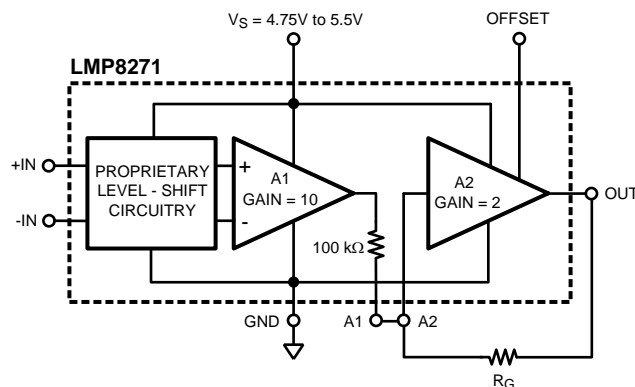 V_S = 4.75V to 5.5V
OFFSET
LMP8271
+IN
-IN
PROPRIETARY
LEVEL - SHIFT
CIRCUITRY
+
-
A1
GAIN = 10
A2
GAIN = 2
OUT
100 kΩ
GND
A1
A2
R_G